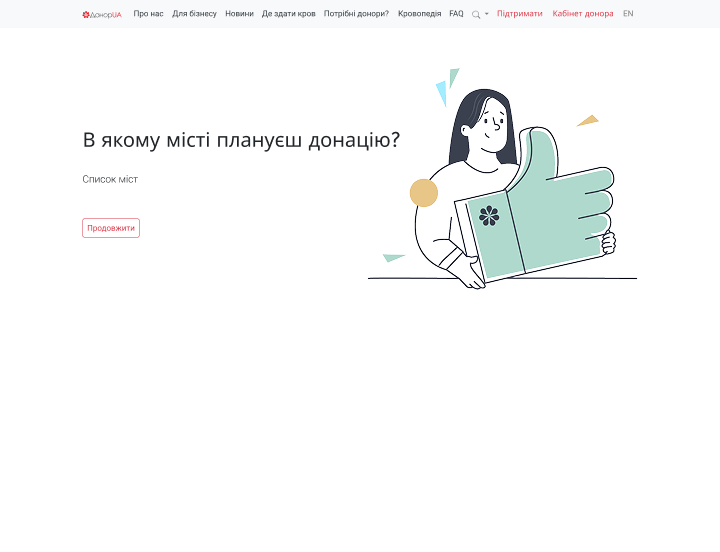 ДонорUA Про нас Для бізнесу Новини Де здати кров Потрібні донори? Кровопедія FAQ Підтримати Кабінет донора EN
В якому місті плануєш донацію?
Список міст
Продовжити